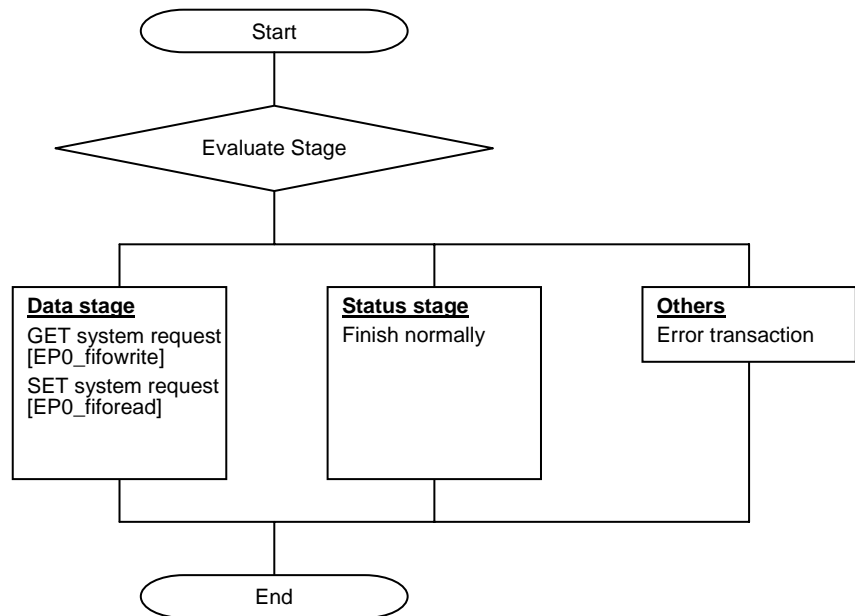 Start
Evaluate Stage
Data stage
GET system request
[EP0_fifowrite]
SET system request
[EP0_fiforead]
Status stage
Finish normally
Others
Error transaction
End